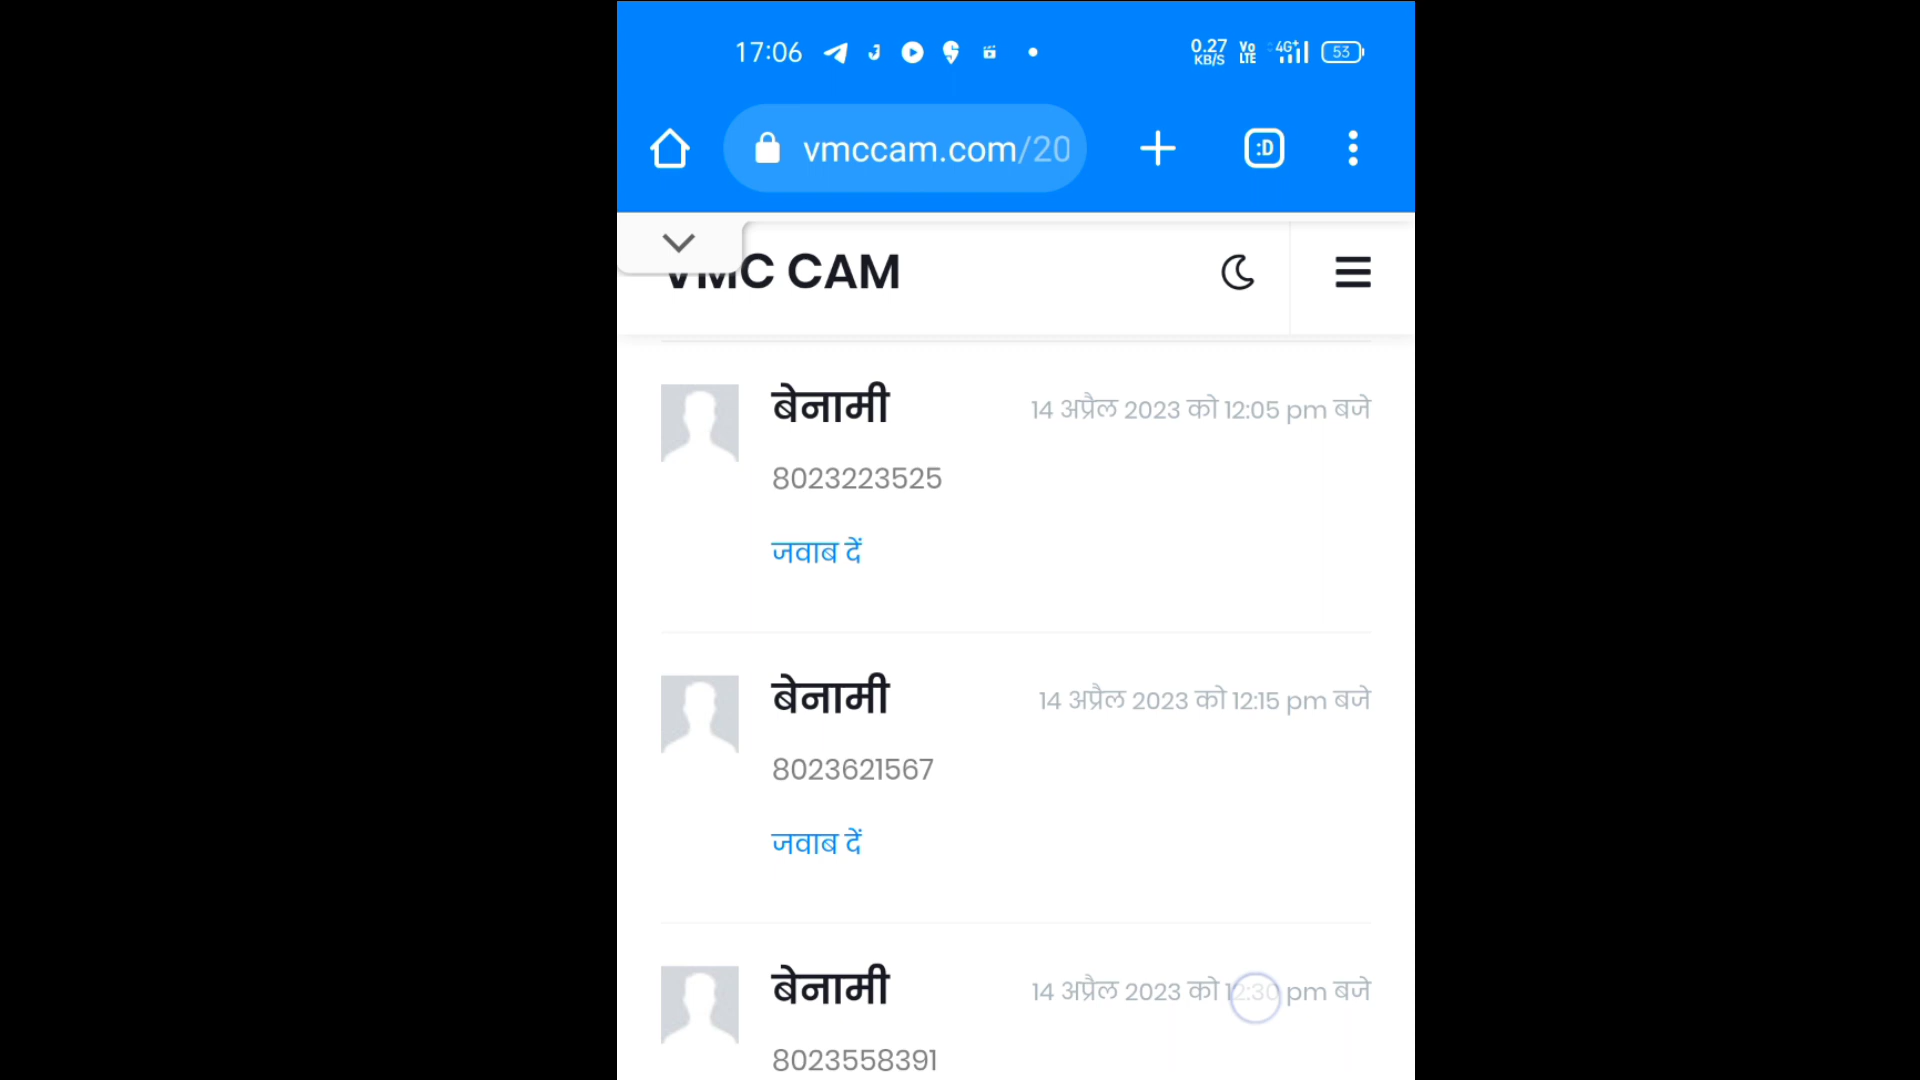 17:06 0.27 KB/S Vo LTE 4G+ 53
vmccam.com/20 :D
VMC CAM
बेनामी 14 अप्रैल 2023 को 12:05 pm बजे
8023223525
जवाब दें
बेनामी 14 अप्रैल 2023 को 12:15 pm बजे
8023621567
जवाब दें
बेनामी 14 अप्रैल 2023 को 12:30 pm बजे
8023558391